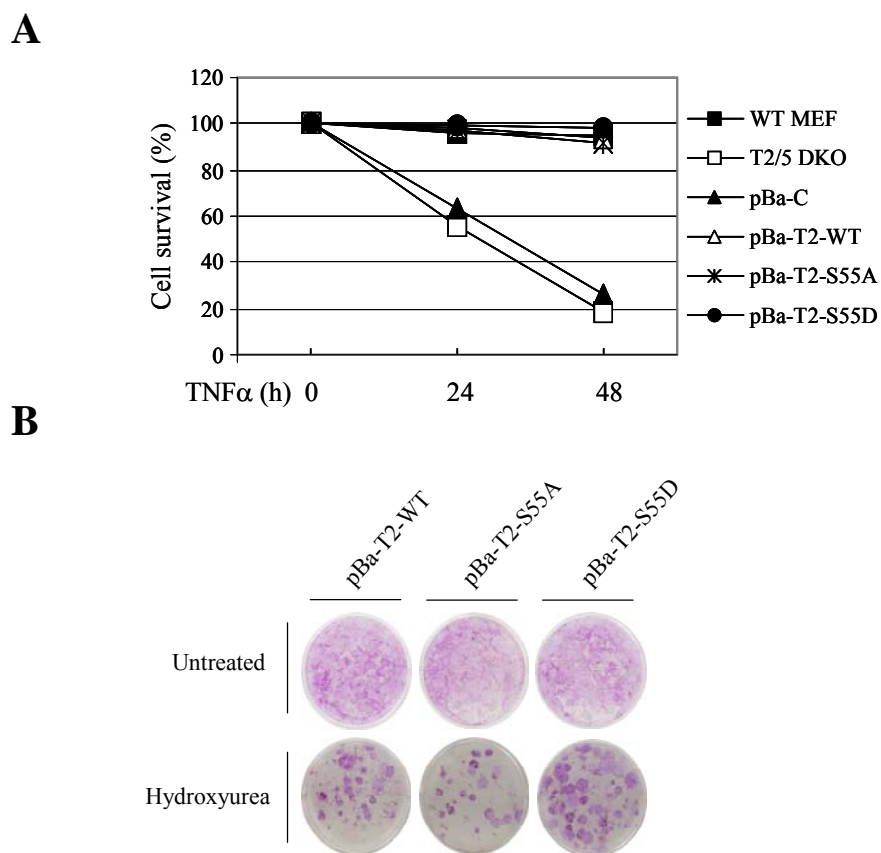 A
Cell survival (%)
120
100
80
60
40
20
0
TNFα (h) 0 24 48
WT MEF
T2/5 DKO
pBa-C
pBa-T2-WT
pBa-T2-S55A
pBa-T2-S55D
B
pBa-T2-WT
pBa-T2-S55A
pBa-T2-S55D
Untreated
Hydroxyurea